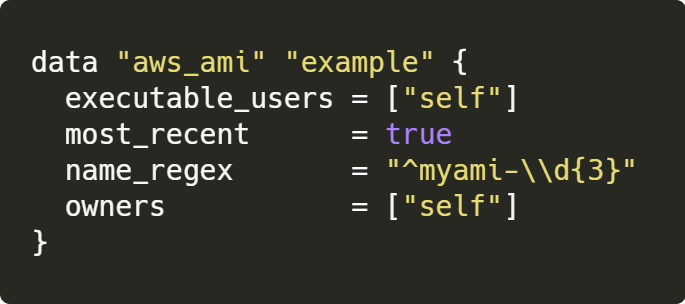 data "aws_ami" "example" {
  executable_users = ["self"]
  most_recent      = true
  name_regex       = "^myami-\\d{3}"
  owners           = ["self"]
}